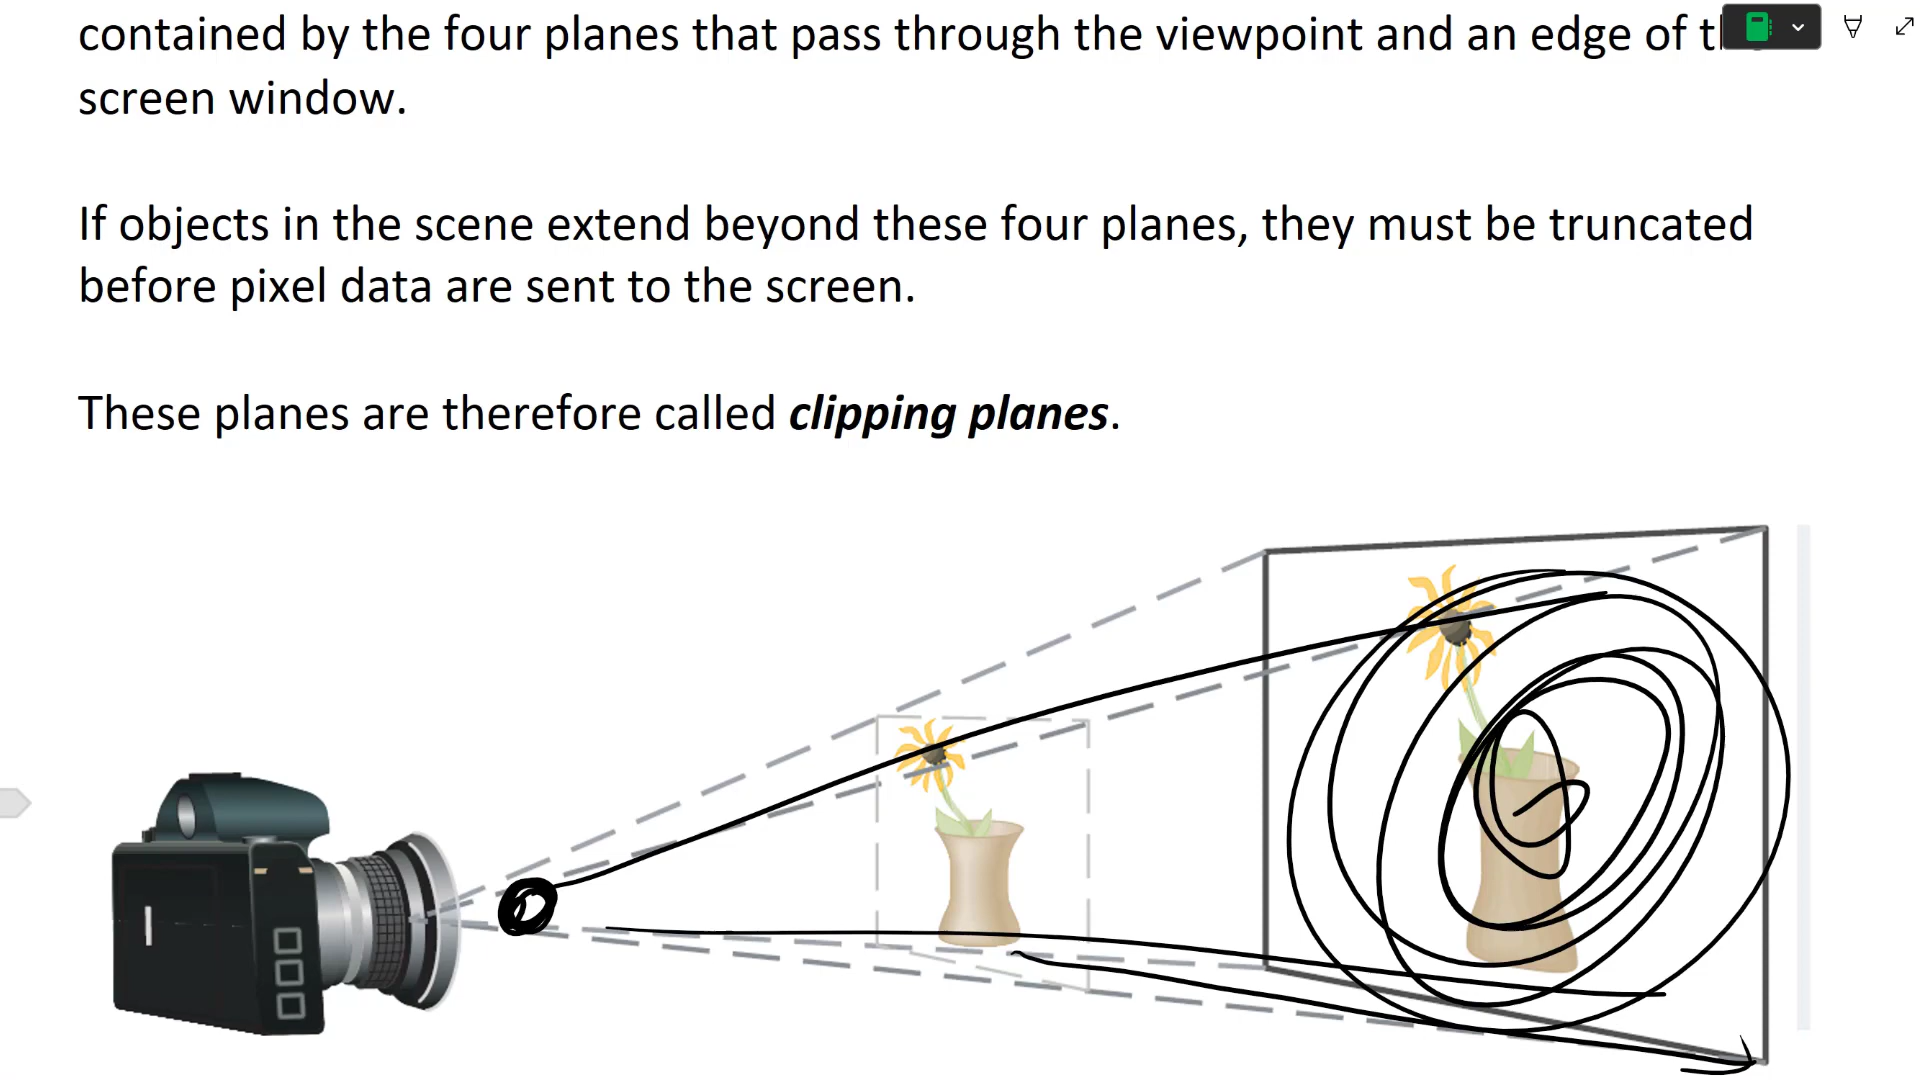 contained by the four planes that pass through the viewpoint and an edge of
screen window.
If objects in the scene extend beyond these four planes, they must be truncated
before pixel data are sent to the screen.
These planes are therefore called clipping planes.